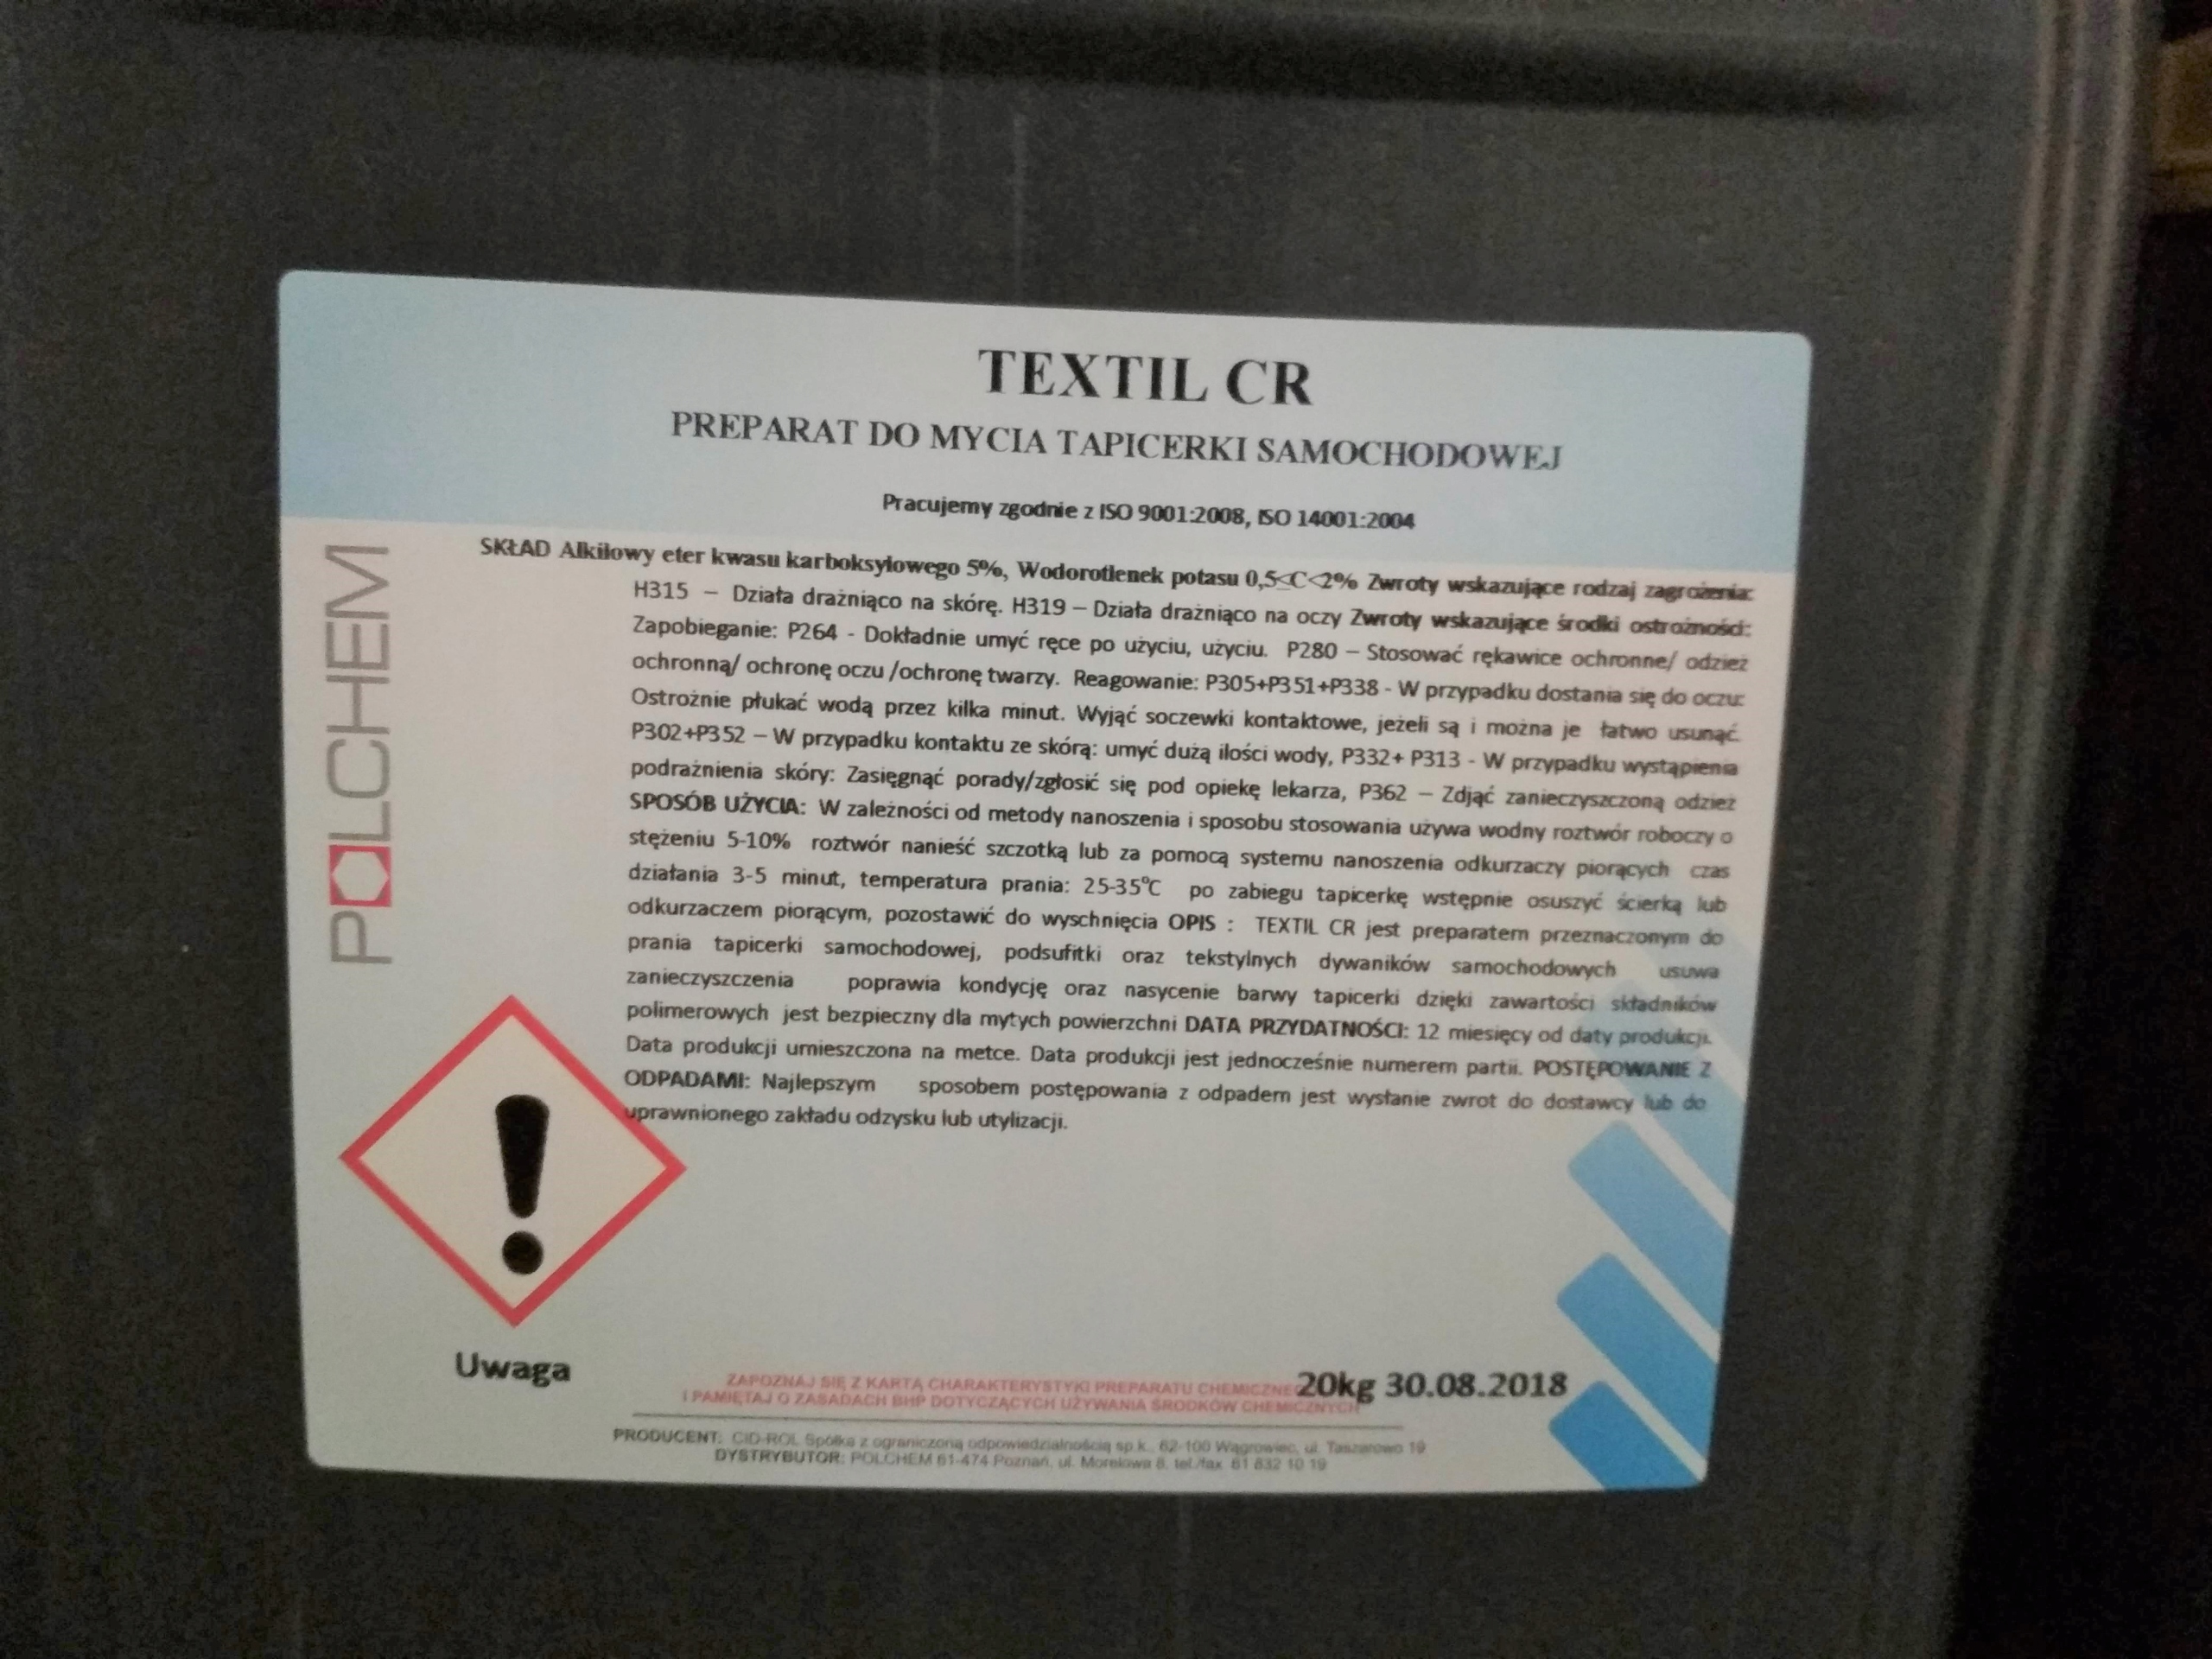 TEXTIL CR
PREPARAT DO MYCIA TAPICERKI SAMOCHODOWEJ
Pracujemy zgodnie z ISO 9001:2008, ISO 14001:2004
POLCHEM
SKŁAD Alkilowy eter kwasu karboksylowego 5%, Wodorotlenek potasu 0,5≤C<2% Zwroty wskazujące rodzaj zagrożenia:
H315 – Działa drażniąco na skórę. H319 – Działa drażniąco na oczy Zwroty wskazujące środki ostrożności:
Zapobieganie: P264 - Dokładnie umyć ręce po użyciu, użyciu. P280 – Stosować rękawice ochronne/ odzież
ochronną/ ochronę oczu /ochronę twarzy. Reagowanie: P305+P351+P338 - W przypadku dostania się do oczu:
Ostrożnie płukać wodą przez kilka minut. Wyjąć soczewki kontaktowe, jeżeli są i można je łatwo usunąć.
P302+P352 – W przypadku kontaktu ze skórą: umyć dużą ilości wody, P332+ P313 - W przypadku wystąpienia
podrażnienia skóry: Zasięgnąć porady/zgłosić się pod opiekę lekarza, P362 – Zdjąć zanieczyszczoną odzież
SPOSÓB UŻYCIA: W zależności od metody nanoszenia i sposobu stosowania używa wodny roztwór roboczy o
stężeniu 5-10% roztwór nanieść szczotką lub za pomocą systemu nanoszenia odkurzaczy piorących czas
działania 3-5 minut, temperatura prania: 25-35°C po zabiegu tapicerkę wstępnie osuszyć ścierką lub
odkurzaczem piorącym, pozostawić do wyschnięcia OPIS : TEXTIL CR jest preparatem przeznaczonym do
prania tapicerki samochodowej, podsufitki oraz tekstylnych dywaników samochodowych usuwa
zanieczyszczenia poprawia kondycję oraz nasycenie barwy tapicerki dzięki zawartości składników
polimerowych jest bezpieczny dla mytych powierzchni DATA PRZYDATNOŚCI: 12 miesięcy od daty produkcji.
Data produkcji umieszczona na metce. Data produkcji jest jednocześnie numerem partii. POSTĘPOWANIE Z
ODPADAMI: Najlepszym sposobem postępowania z odpadem jest wysłanie zwrot do dostawcy lub do
uprawnionego zakładu odzysku lub utylizacji.
Uwaga
ZAPOZNAJ SIĘ Z KARTĄ CHARAKTERYSTYKI PREPARATU
20kg 30.08.2018
I PAMIĘTAJ O ZASADACH BHP DOTYCZĄCYCH UŻYWANIA ŚRODKÓW CHEMICZNYCH
PRODUCENT: CID-ROL Spółka z ograniczoną odpowiedzialnością sp.k. 62-100 Wągrowiec, ul. Taszarowo 19
DYSTRYBUTOR: POLCHEM 61-474 Poznań, ul. Morelowa 8, tel./fax 61 832 10 19